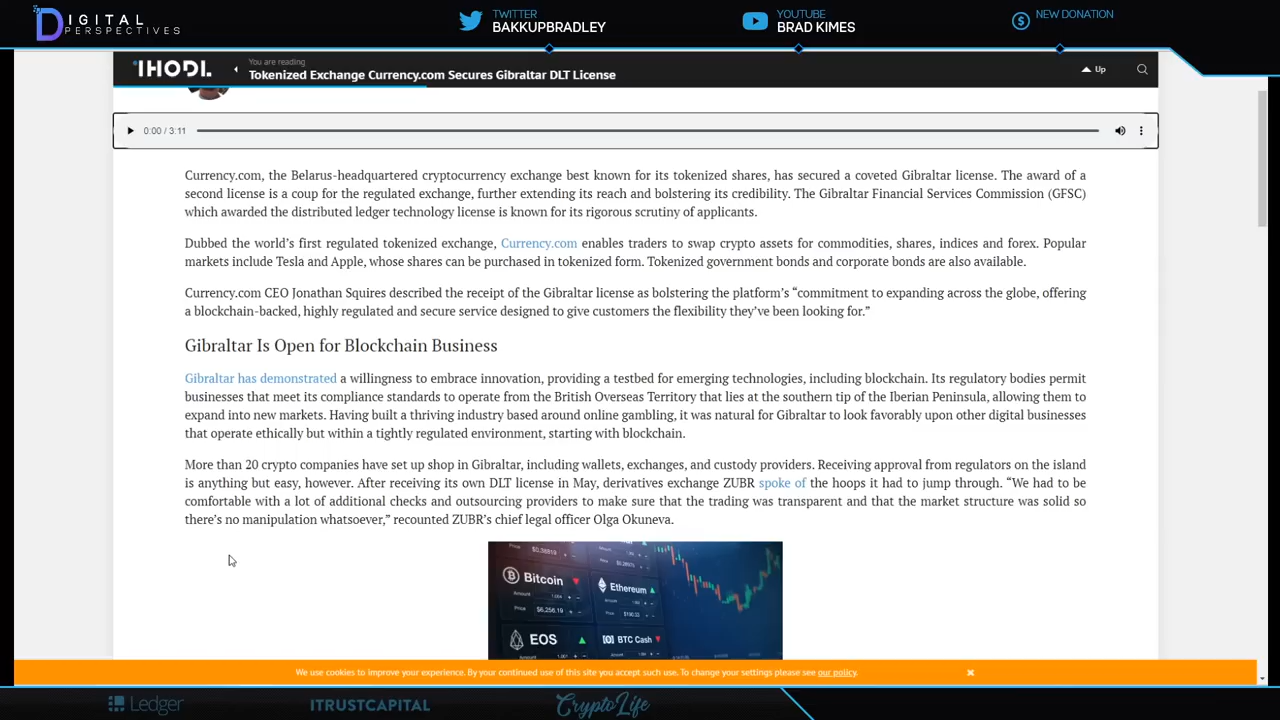 DIGITAL
PERSPECTIVES
TWITTER
BAKKUPBRADLEY
YOUTUBE
BRAD KIMES
NEW DONATION
IHODL
You are reading
Tokenized Exchange Currency.com Secures Gibraltar DLT License
Up
0:00 / 3:11
Currency.com, the Belarus-headquartered cryptocurrency exchange best known for its tokenized shares, has secured a coveted Gibraltar license. The award of a
second license is a coup for the regulated exchange, further extending its reach and bolstering its credibility. The Gibraltar Financial Services Commission (GFSC)
which awarded the distributed ledger technology license is known for its rigorous scrutiny of applicants.
Dubbed the world's first regulated tokenized exchange, Currency.com enables traders to swap crypto assets for commodities, shares, indices and forex. Popular
markets include Tesla and Apple, whose shares can be purchased in tokenized form. Tokenized government bonds and corporate bonds are also available.
Currency.com CEO Jonathan Squires described the receipt of the Gibraltar license as bolstering the platform's “commitment to expanding across the globe, offering
a blockchain-backed, highly regulated and secure service designed to give customers the flexibility they've been looking for.”
Gibraltar Is Open for Blockchain Business
Gibraltar has demonstrated a willingness to embrace innovation, providing a testbed for emerging technologies, including blockchain. Its regulatory bodies permit
businesses that meet its compliance standards to operate from the British Overseas Territory that lies at the southern tip of the Iberian Peninsula, allowing them to
expand into new markets. Having built a thriving industry based around online gambling, it was natural for Gibraltar to look favorably upon other digital businesses
that operate ethically but within a tightly regulated environment, starting with blockchain.
More than 20 crypto companies have set up shop in Gibraltar, including wallets, exchanges, and custody providers. Receiving approval from regulators on the island
is anything but easy, however. After receiving its own DLT license in May, derivatives exchange ZUBR spoke of the hoops it had to jump through. “We had to be
comfortable with a lot of additional checks and outsourcing providers to make sure that the trading was transparent and that the market structure was solid so
there's no manipulation whatsoever,” recounted ZUBR's chief legal officer Olga Okuneva.
Price
Bitcoin
Amount
Price $6,256.19
Ethereum
Amount
Price
EOS
BTC Cash
Amount
We use cookies to improve your experience. By your continued use of this site you accept such use. To change your settings please see our policy.
Ledger
ITRUSTCAPITAL
CryptoLife